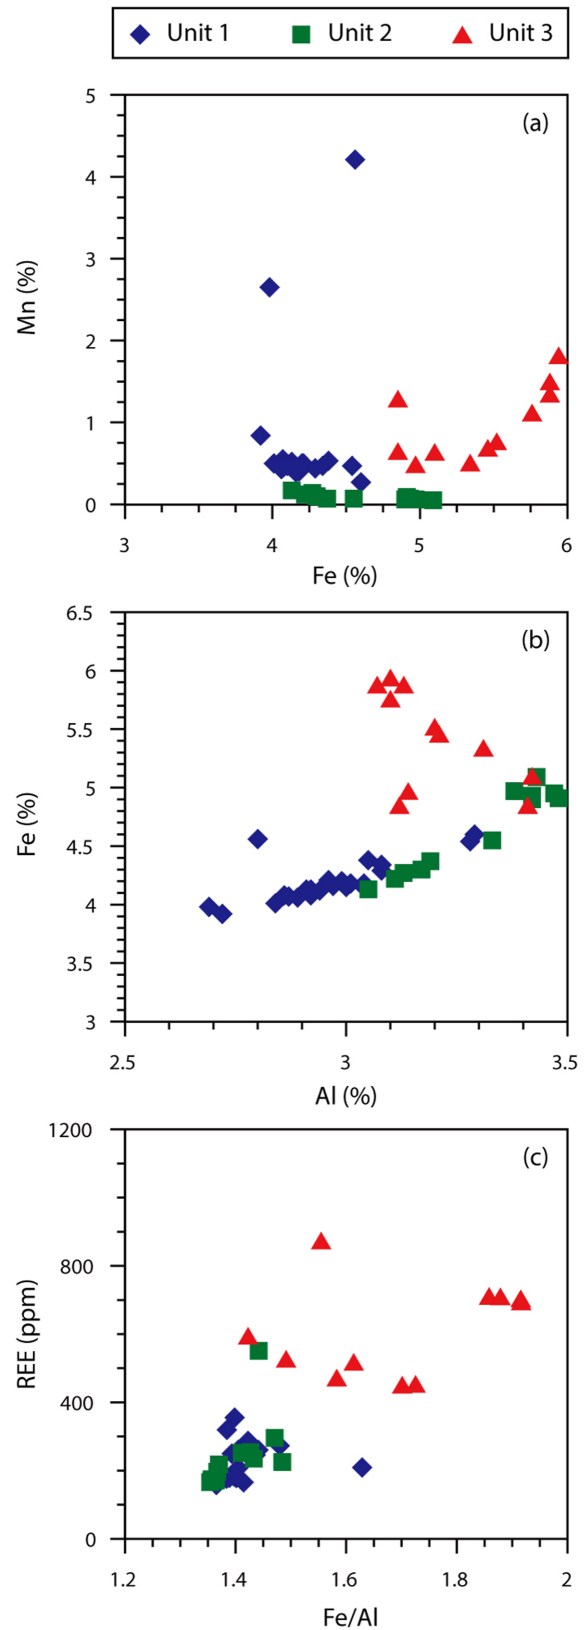 Unit 1 Unit 2 Unit 3
(a)
5
4
3
2
1
0
Mn (%)
3 4 5 6
Fe (%)
(b)
6.5
6
5.5
5
4.5
4
3.5
3
Fe (%)
2.5 3 3.5
Al (%)
(c)
1200
800
400
0
REE (ppm)
1.2 1.4 1.6 1.8 2
Fe/Al